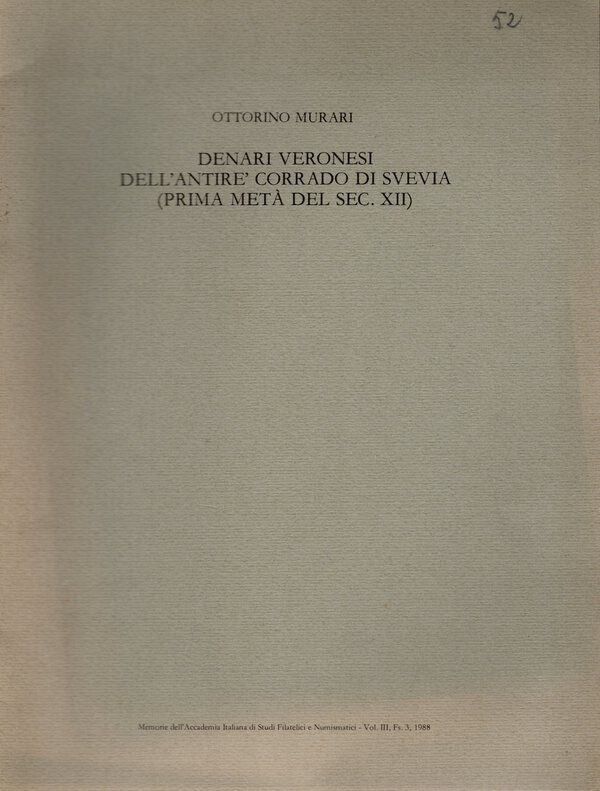 52
OTTORINO MURARI
DENARI VERONESI
DELL'ANTIRE' CORRADO DI SVEVIA
(PRIMA METÀ DEL SEC. XII)
Memorie dell'Accademia Italiana di Studi Filatelici e Numismatici - Vol. III, Fs. 3, 1988